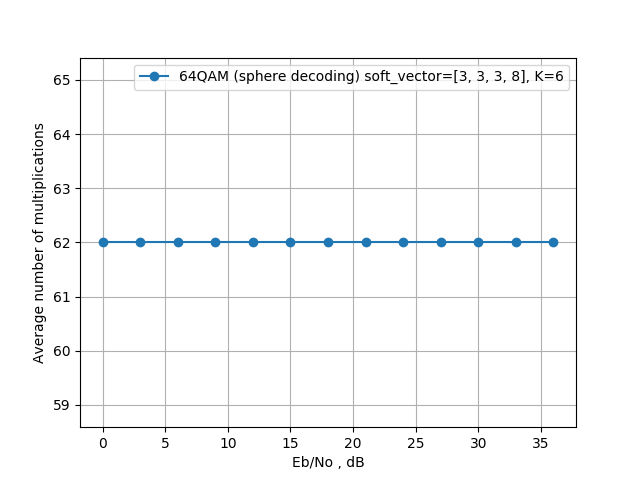 64QAM (sphere decoding) soft_vector=[3, 3, 3, 8], K=6
65
64
63
62
61
60
59
Average number of multiplications
0 5 10 15 20 25 30 35
Eb/No , dB